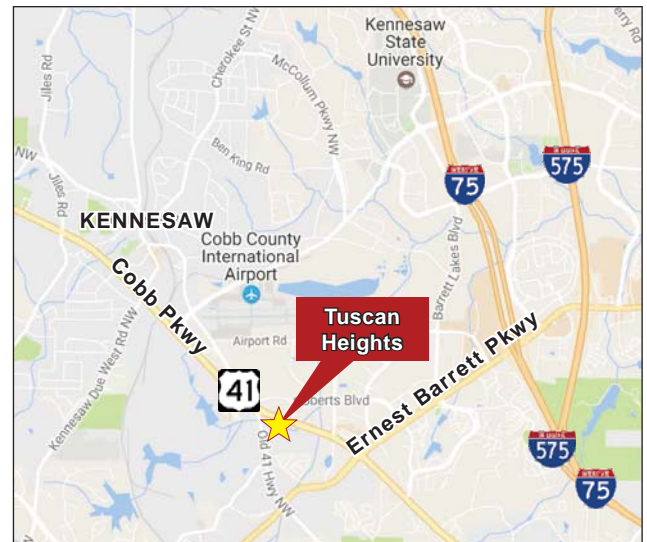 Kennesaw
State
University
Jiles Rd
Cherokee St NW
McCollum Pkwy NW
Ben King Rd
NW
Jiles Rd
75
575
KENNESAW
Cobb County
International
Airport
Cobb Pkwy
Barrett Lakes Blvd
Airport Rd
Tuscan
Heights
Kennesaw Due West Rd NW
41
Ernest Barrett Pkwy
Old 41 Hwy NW
575
75